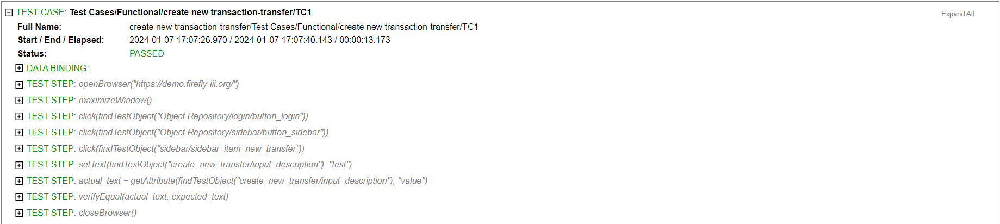 TEST CASE: Test Cases/Functional/create new transaction-transfer/TC1
Expand All
Full Name: create new transaction-transfer/Test Cases/Functional/create new transaction-transfer/TC1
Start / End / Elapsed: 2024-01-07 17:07:26.970 / 2024-01-07 17:07:40.143 / 00:00:13.173
Status: PASSED
DATA BINDING:
TEST STEP: openBrowser("https://demo.firefly-iii.org/")
TEST STEP: maximizeWindow()
TEST STEP: click(findTestObject("Object Repository/login/button_login"))
TEST STEP: click(findTestObject("Object Repository/sidebar/button_sidebar"))
TEST STEP: click(findTestObject("sidebar/sidebar_item_new_transfer"))
TEST STEP: setText(findTestObject("create_new_transfer/input_description"), "test")
TEST STEP: actual_text = getAttribute(findTestObject("create_new_transfer/input_description"), "value")
TEST STEP: verifyEqual(actual_text, expected_text)
TEST STEP: closeBrowser()